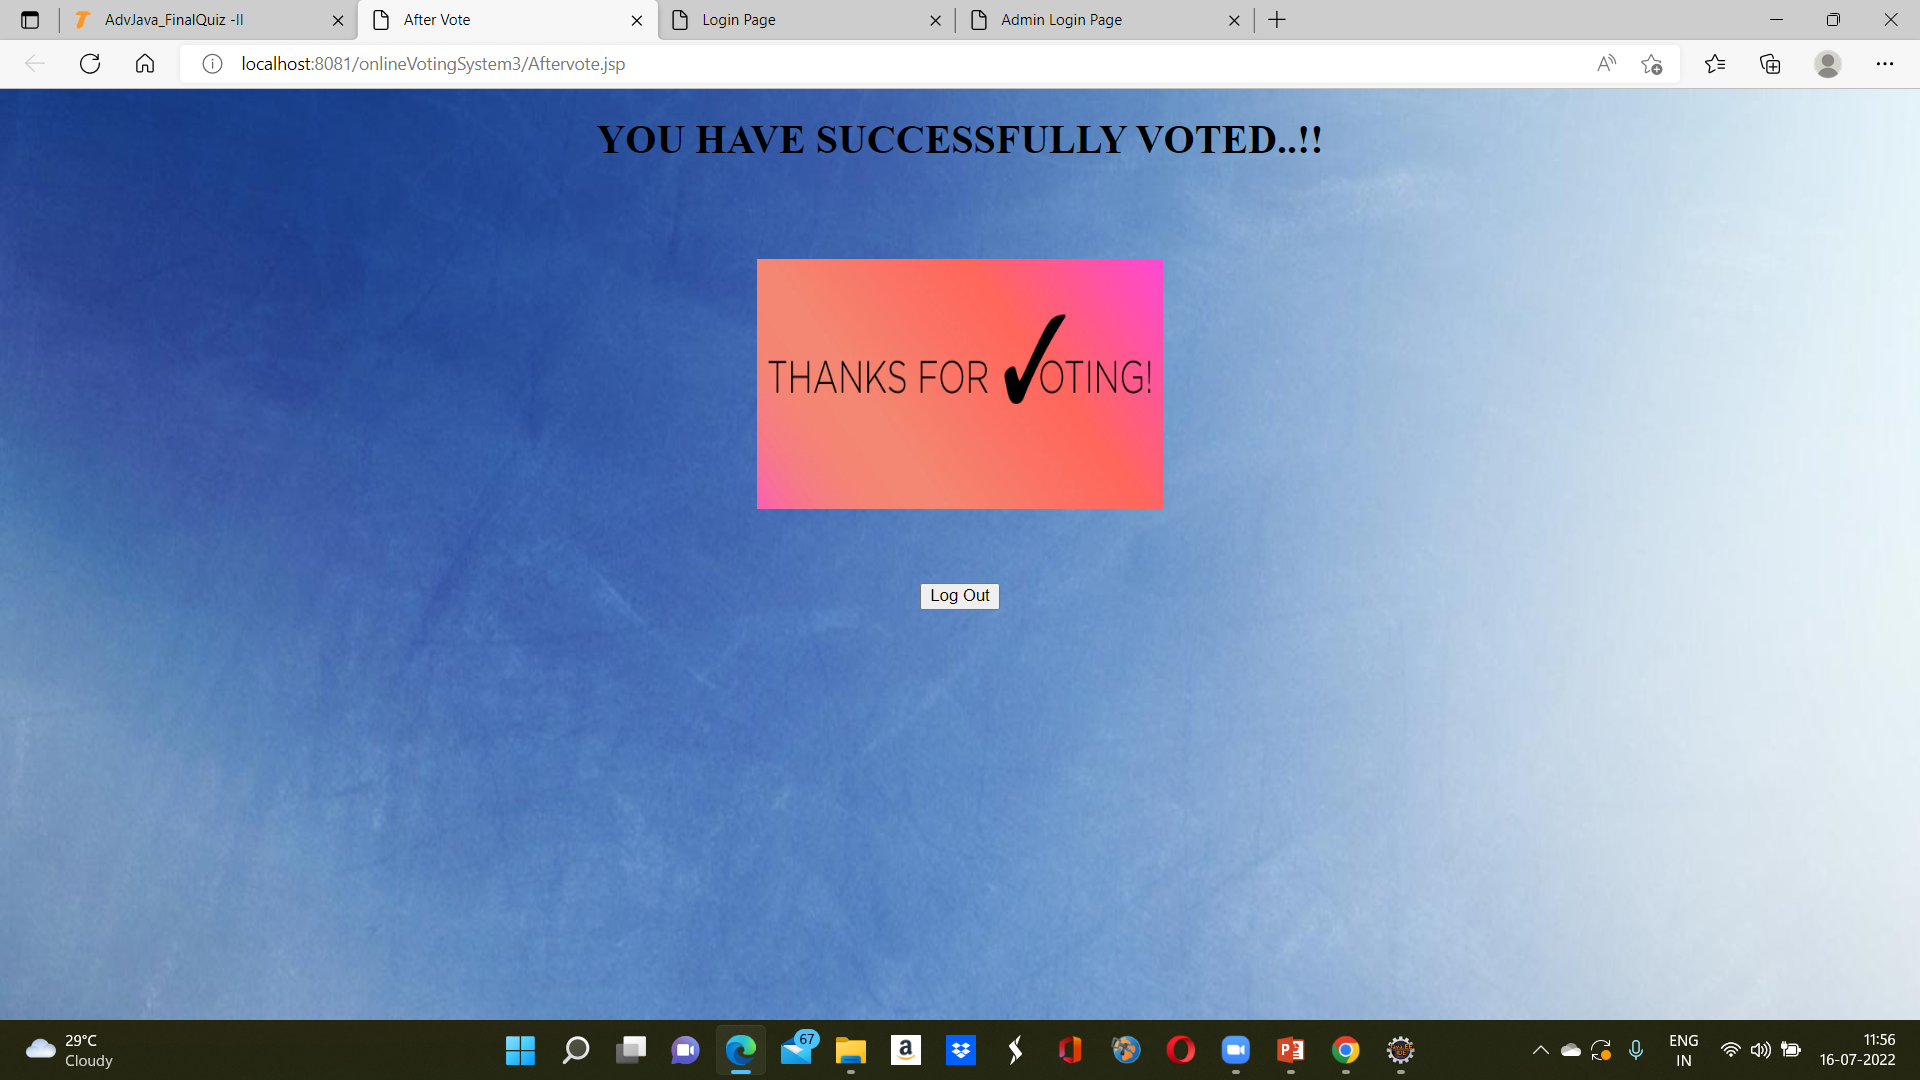 AdvJava_FinalQuiz -II
After Vote
Login Page
Admin Login Page
localhost:8081/onlineVotingSystem3/Aftervote.jsp
YOU HAVE SUCCESSFULLY VOTED..!!
THANKS FOR ✓OTING!
Log Out
29°C
Cloudy
67
ENG
IN
11:56
16-07-2022